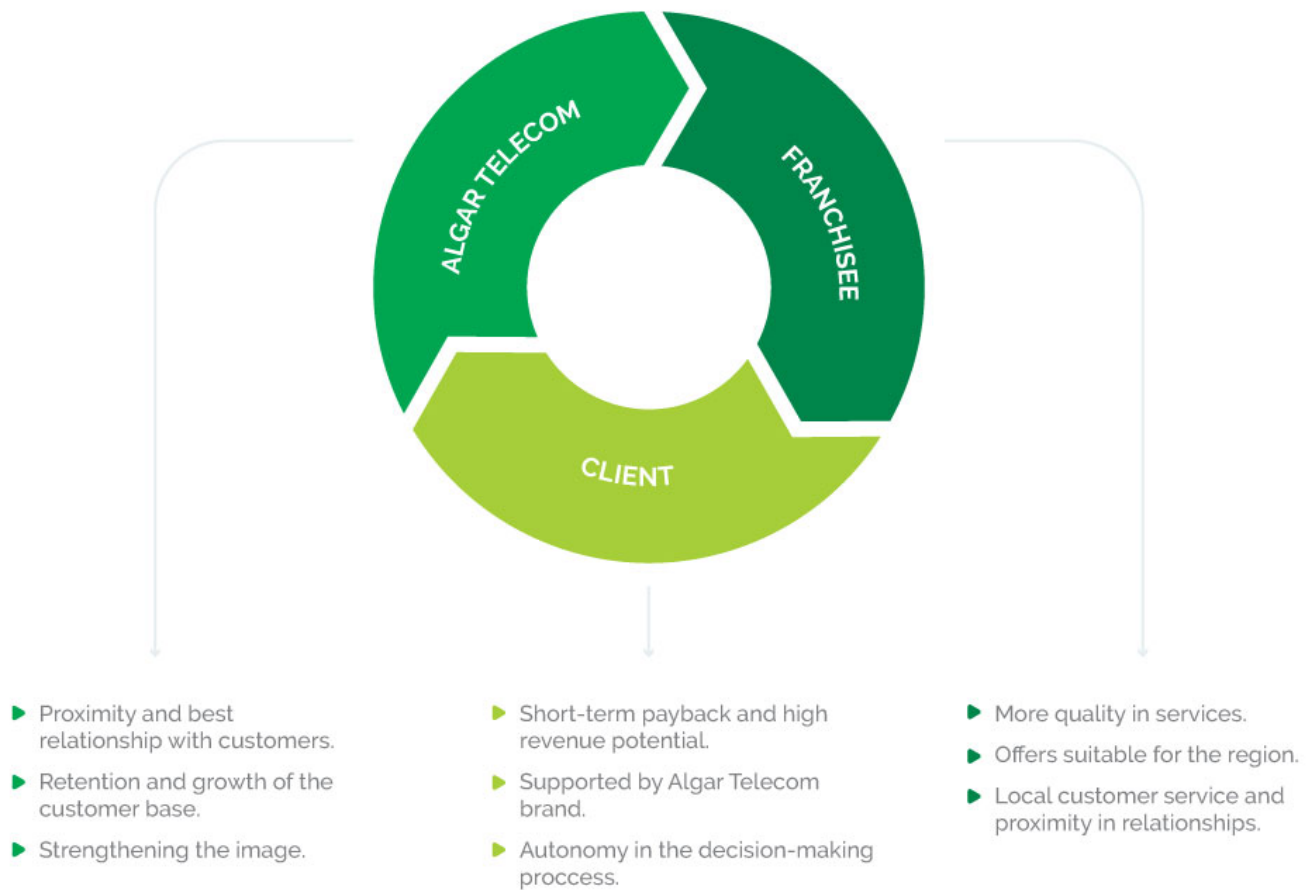 ALGAR TELECOM
FRANCHISEE
CLIENT
Proximity and best
relationship with customers.
Retention and growth of the
customer base.
Strengthening the image.
Short-term payback and high
revenue potential.
Supported by Algar Telecom
brand.
Autonomy in the decision-making
proccess.
More quality in services.
Offers suitable for the region.
Local customer service and
proximity in relationships.